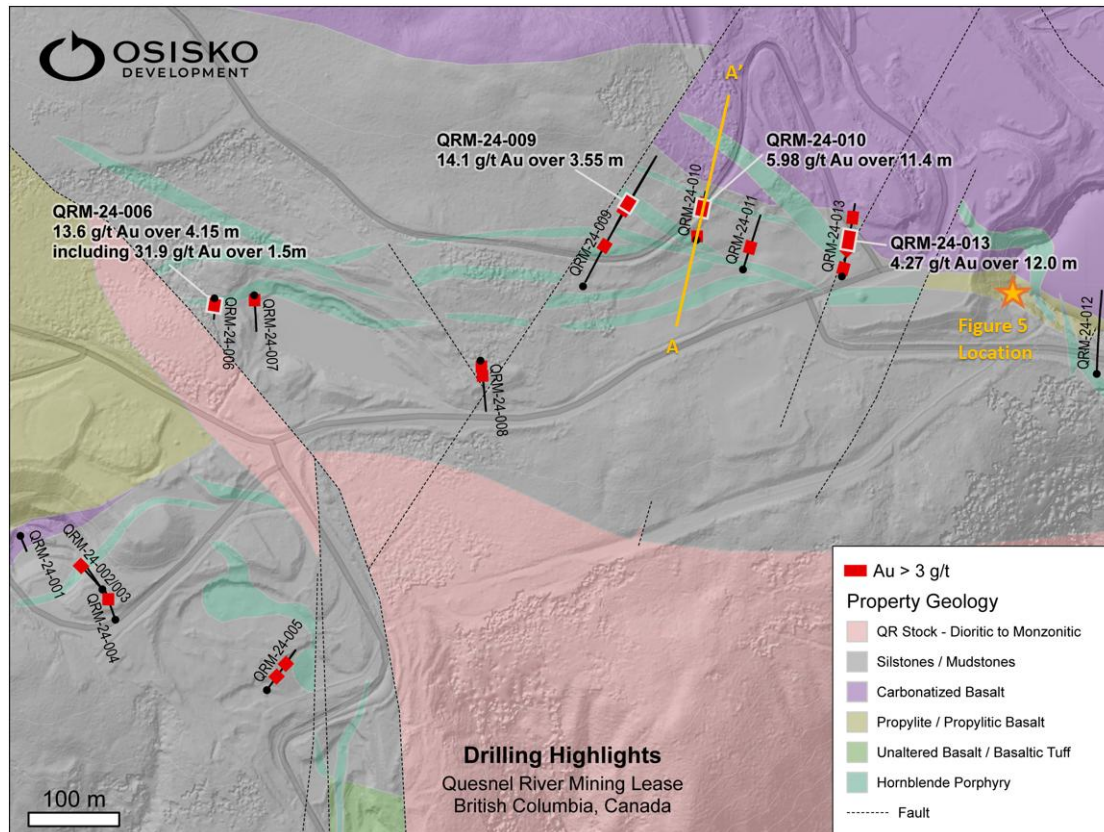 OSISKO
DEVELOPMENT
A'
QRM-24-009
14.1 g/t Au over 3.55 m
QRM-24-010
5.98 g/t Au over 11.4 m
QRM-24-006
13.6 g/t Au over 4.15 m
including 31.9 g/t Au over 1.5m
QRM-24-009
QRM-24-010
QRM-24-011
QRM-24-013
QRM-24-013
4.27 g/t Au over 12.0 m
QRM-24-006
QRM-24-007
QRM-24-008
A
Figure 5
Location
QRM-24-012
QRM-24-001
QRM-24-002/003
QRM-24-004
QRM-24-005
Drilling Highlights
Quesnel River Mining Lease
British Columbia, Canada
100 m
Au > 3 g/t
Property Geology
QR Stock - Dioritic to Monzonitic
Silstones / Mudstones
Carbonatized Basalt
Propylite / Propylitic Basalt
Unaltered Basalt / Basaltic Tuff
Hornblende Porphyry
Fault